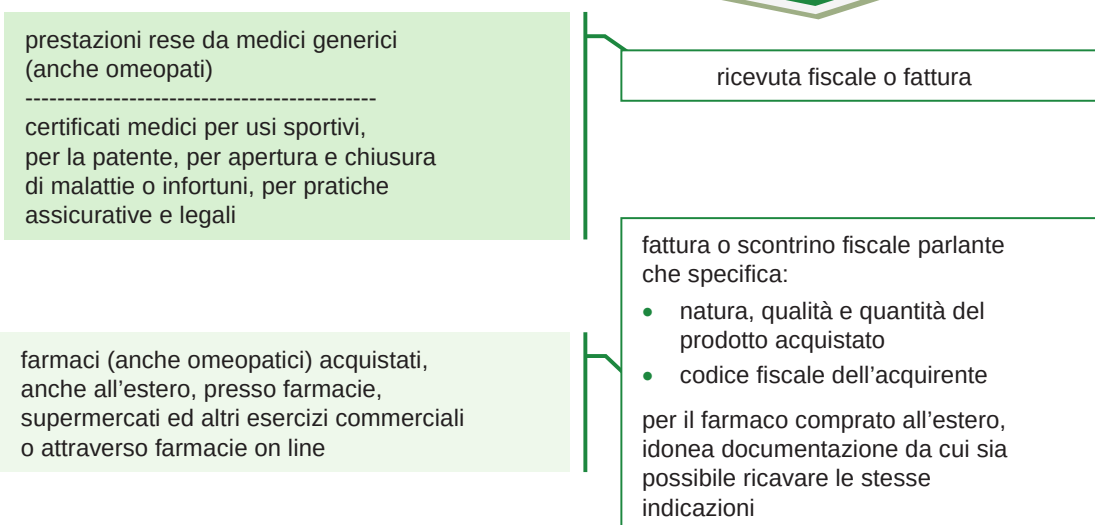 prestazioni rese da medici generici
(anche omeopati)
--------------------------------------------
certificati medici per usi sportivi,
per la patente, per apertura e chiusura
di malattie o infortuni, per pratiche
assicurative e legali
ricevuta fiscale o fattura
farmaci (anche omeopatici) acquistati,
anche all’estero, presso farmacie,
supermercati ed altri esercizi commerciali
o attraverso farmacie on line
fattura o scontrino fiscale parlante
che specifica:
• natura, qualità e quantità del
prodotto acquistato
• codice fiscale dell’acquirente
per il farmaco comprato all’estero,
idonea documentazione da cui sia
possibile ricavare le stesse
indicazioni